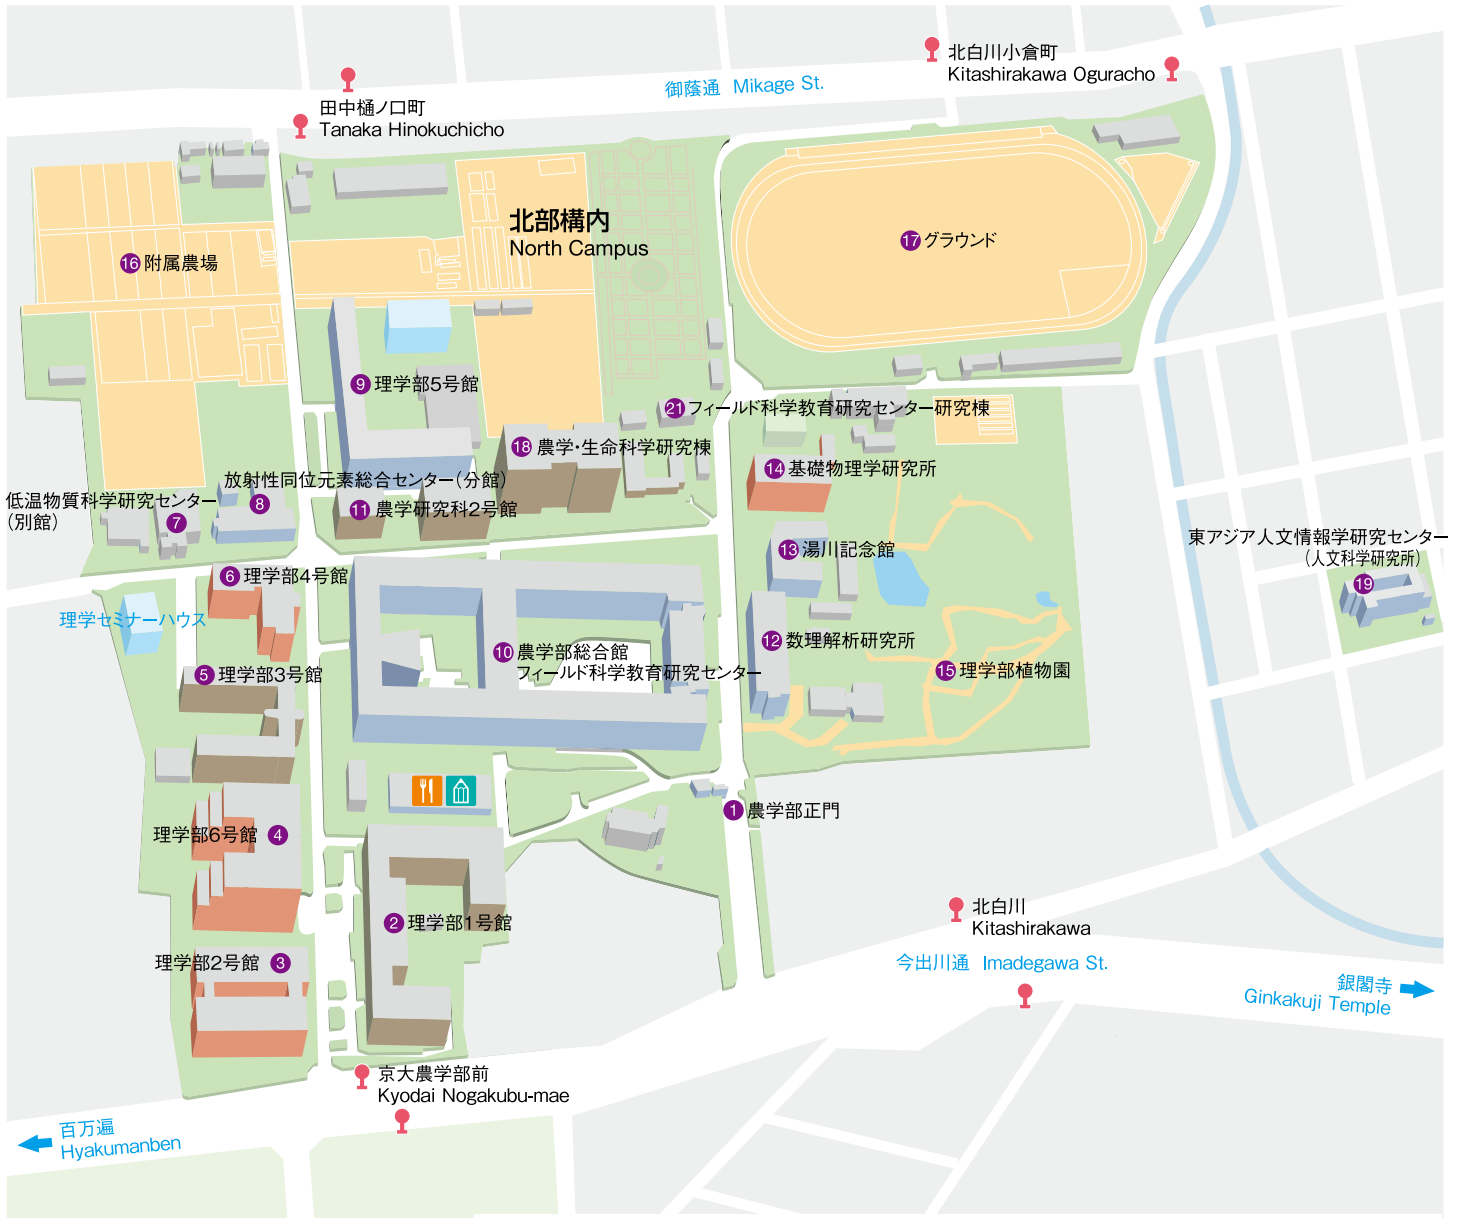 北白川小倉町
Kitashirakawa Oguracho
御蔭通 Mikage St.
田中樋ノ口町
Tanaka Hinokuchicho
北部構内
North Campus
17 グラウンド
16 附属農場
9 理学部5号館
21 フィールド科学教育研究センター研究棟
18 農学・生命科学研究棟
14 基礎物理学研究所
放射性同位元素総合センター(分館)
8
低温物質科学研究センター
(別館)
7
11 農学研究科2号館
東アジア人文情報学研究センター
(人文科学研究所)
19
13 湯川記念館
6 理学部4号館
理学セミナーハウス
12 数理解析研究所
10 農学部総合館
フィールド科学教育研究センター
15 理学部植物園
5 理学部3号館
1 農学部正門
理学部6号館 4
北白川
Kitashirakawa
2 理学部1号館
理学部2号館 3
今出川通 Imadegawa St.
銀閣寺
Ginkakuji Temple
京大農学部前
Kyodai Nogakubu-mae
百万遍
Hyakumanben